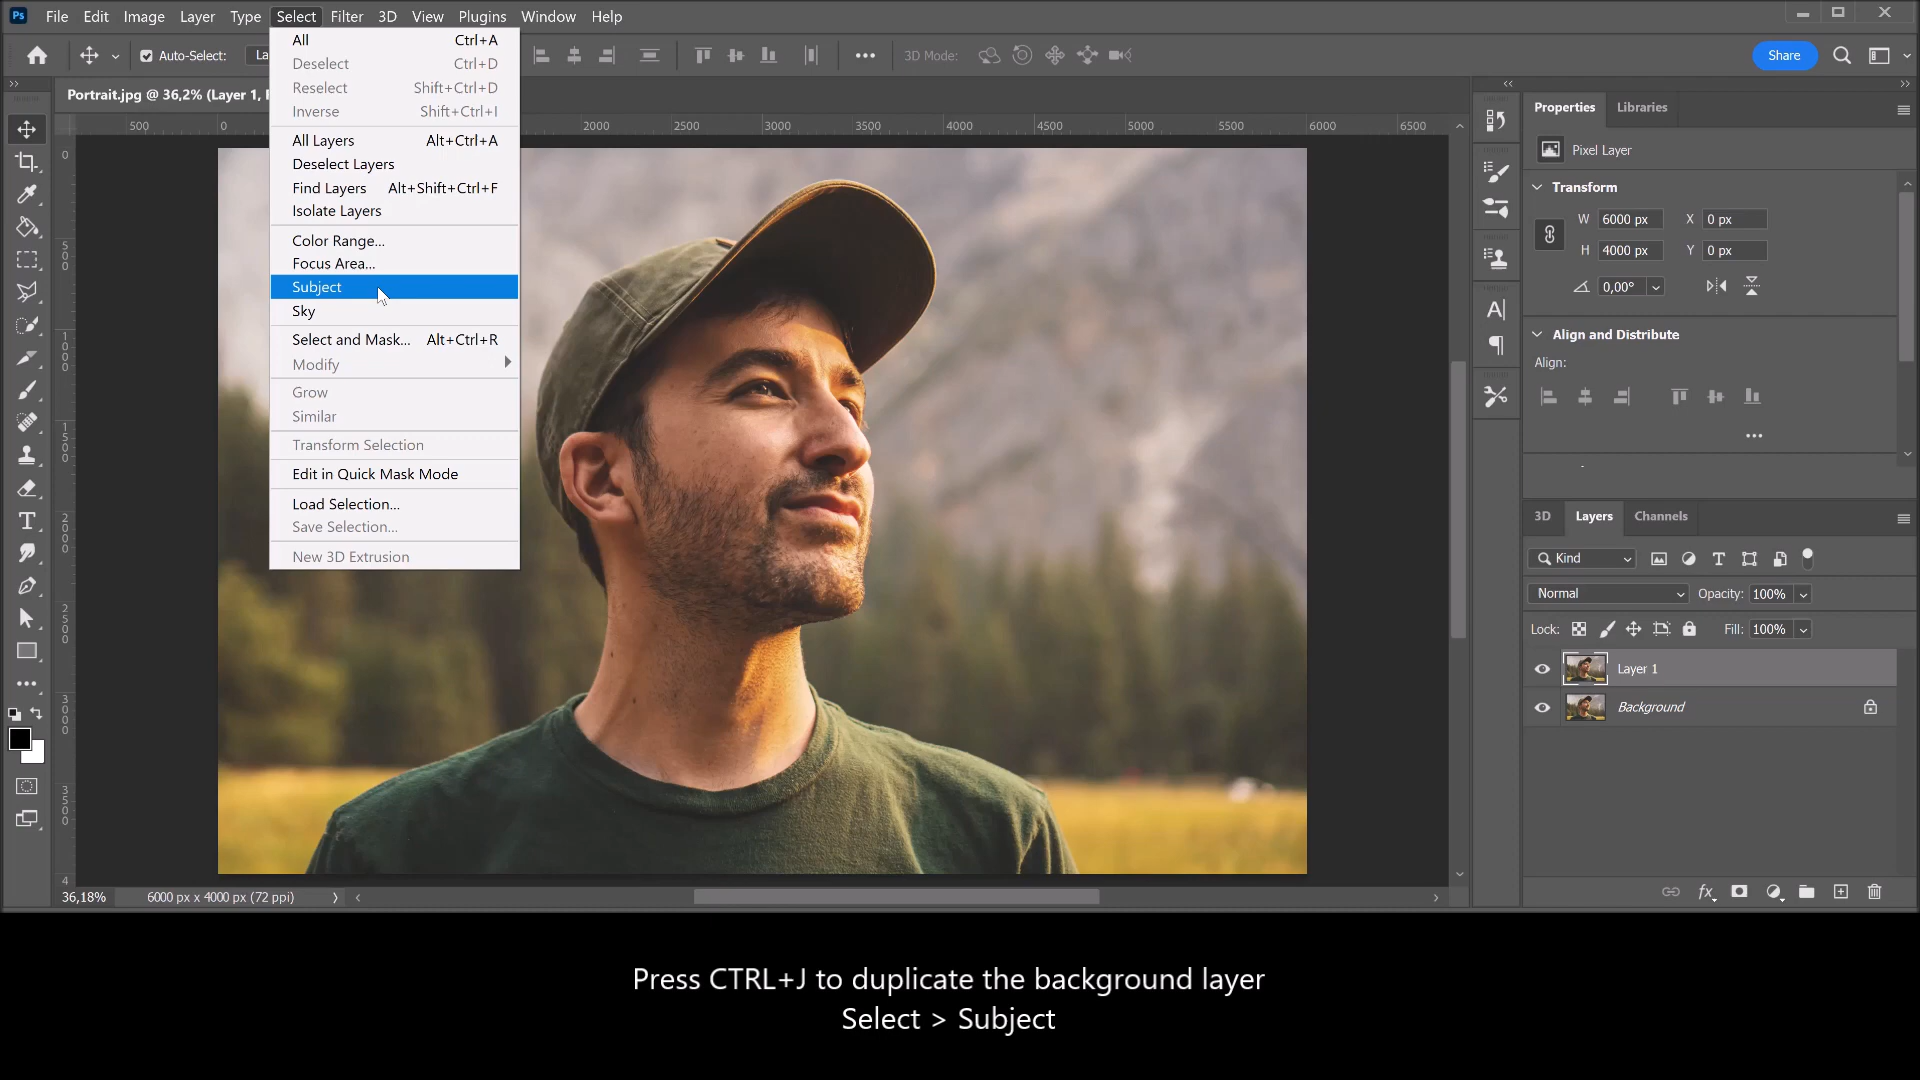 Ps File Edit Image Layer Type Select Filter 3D View Plugins Window Help
Auto-Select: La 3D Mode: Share
Portrait.jpg @ 36,2% (Layer 1, 
500 0 2000 2500 3000 3500 4000 4500 5000 5500 6000 6500
0
500
1000
1500
2000
2500
3000
3500
4
All Ctrl+A
Deselect Ctrl+D
Reselect Shift+Ctrl+D
Inverse Shift+Ctrl+I
All Layers Alt+Ctrl+A
Deselect Layers
Find Layers Alt+Shift+Ctrl+F
Isolate Layers
Color Range...
Focus Area...
Subject
Sky
Select and Mask... Alt+Ctrl+R
Modify
Grow
Similar
Transform Selection
Edit in Quick Mask Mode
Load Selection...
Save Selection...
New 3D Extrusion
Properties Libraries
Pixel Layer
Transform
W 6000 px X 0 px
H 4000 px Y 0 px
0,00°
Align and Distribute
Align:
3D Layers Channels
Kind
Normal Opacity: 100%
Lock: Fill: 100%
Layer 1
Background
fx
36,18% 6000 px x 4000 px (72 ppi)
Press CTRL+J to duplicate the background layer
Select > Subject